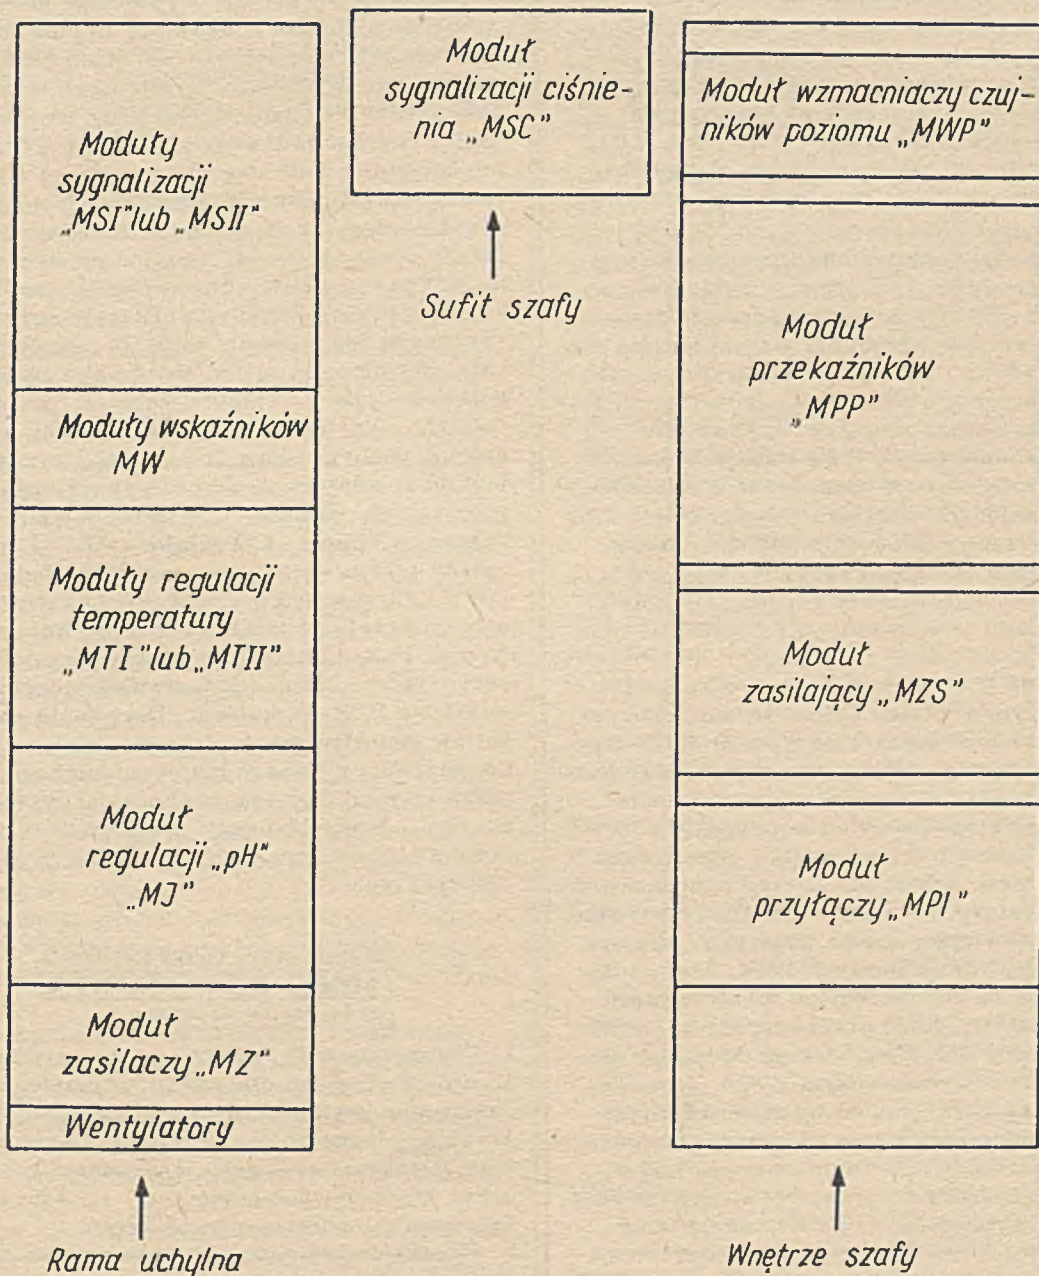 Moduły
sygnalizacji
„MSI" lub „MSII"
Moduły wskaźników
MW
Moduły regulacji
temperatury
„MTI" lub „MTII"
Moduł
regulacji „pH"
„MJ"
Moduł
zasilaczy „MZ"
Wentylatory
Rama uchylna
Moduł
sygnalizacji ciśnie-
nia „MSC"
Sufit szafy
Moduł wzmacniaczy czuj-
ników poziomu „MWP"
Moduł
przekaźników
„MPP"
Moduł
zasilający „MZS"
Moduł
przyłączy „MPI"
Wnętrze szafy